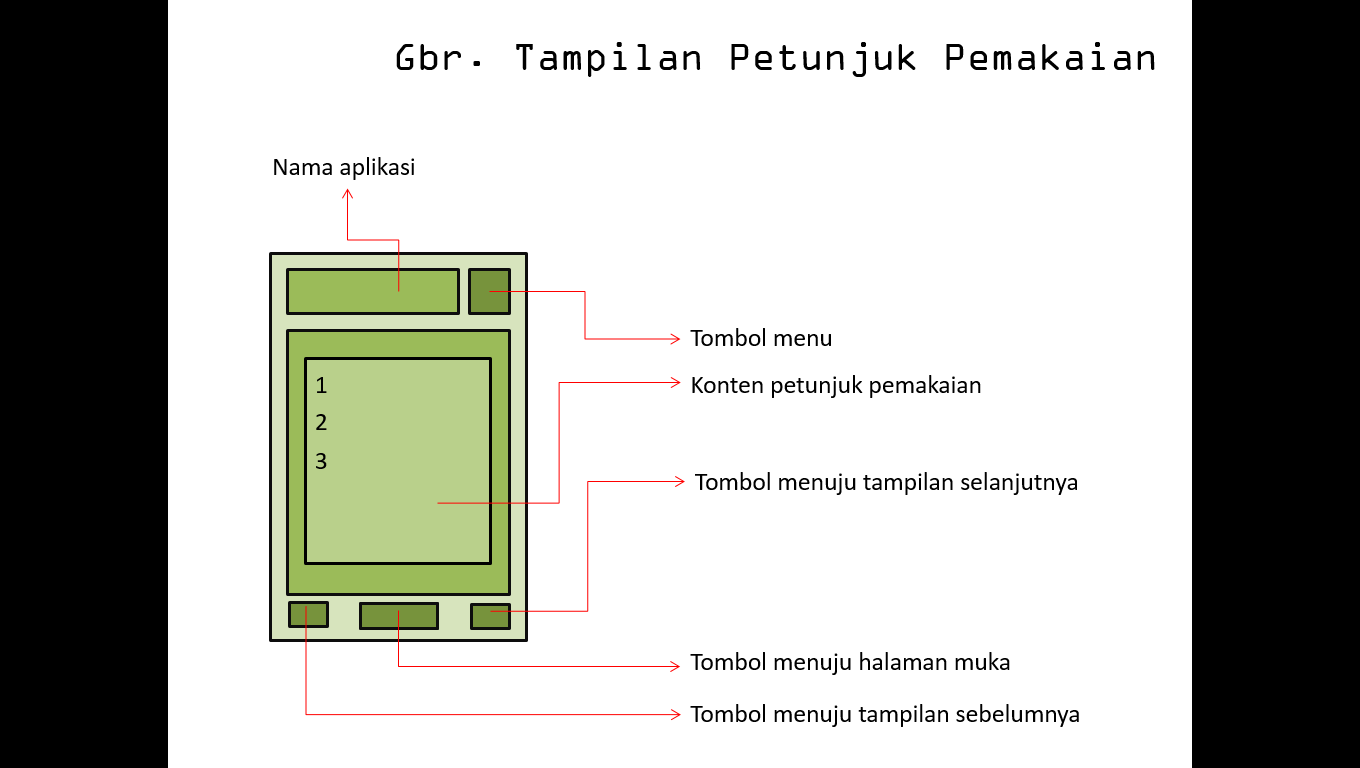 Gbr. Tampilan Petunjuk Pemakaian
Nama aplikasi
Tombol menu
Konten petunjuk pemakaian
1
2
3
Tombol menuju tampilan selanjutnya
Tombol menuju halaman muka
Tombol menuju tampilan sebelumnya